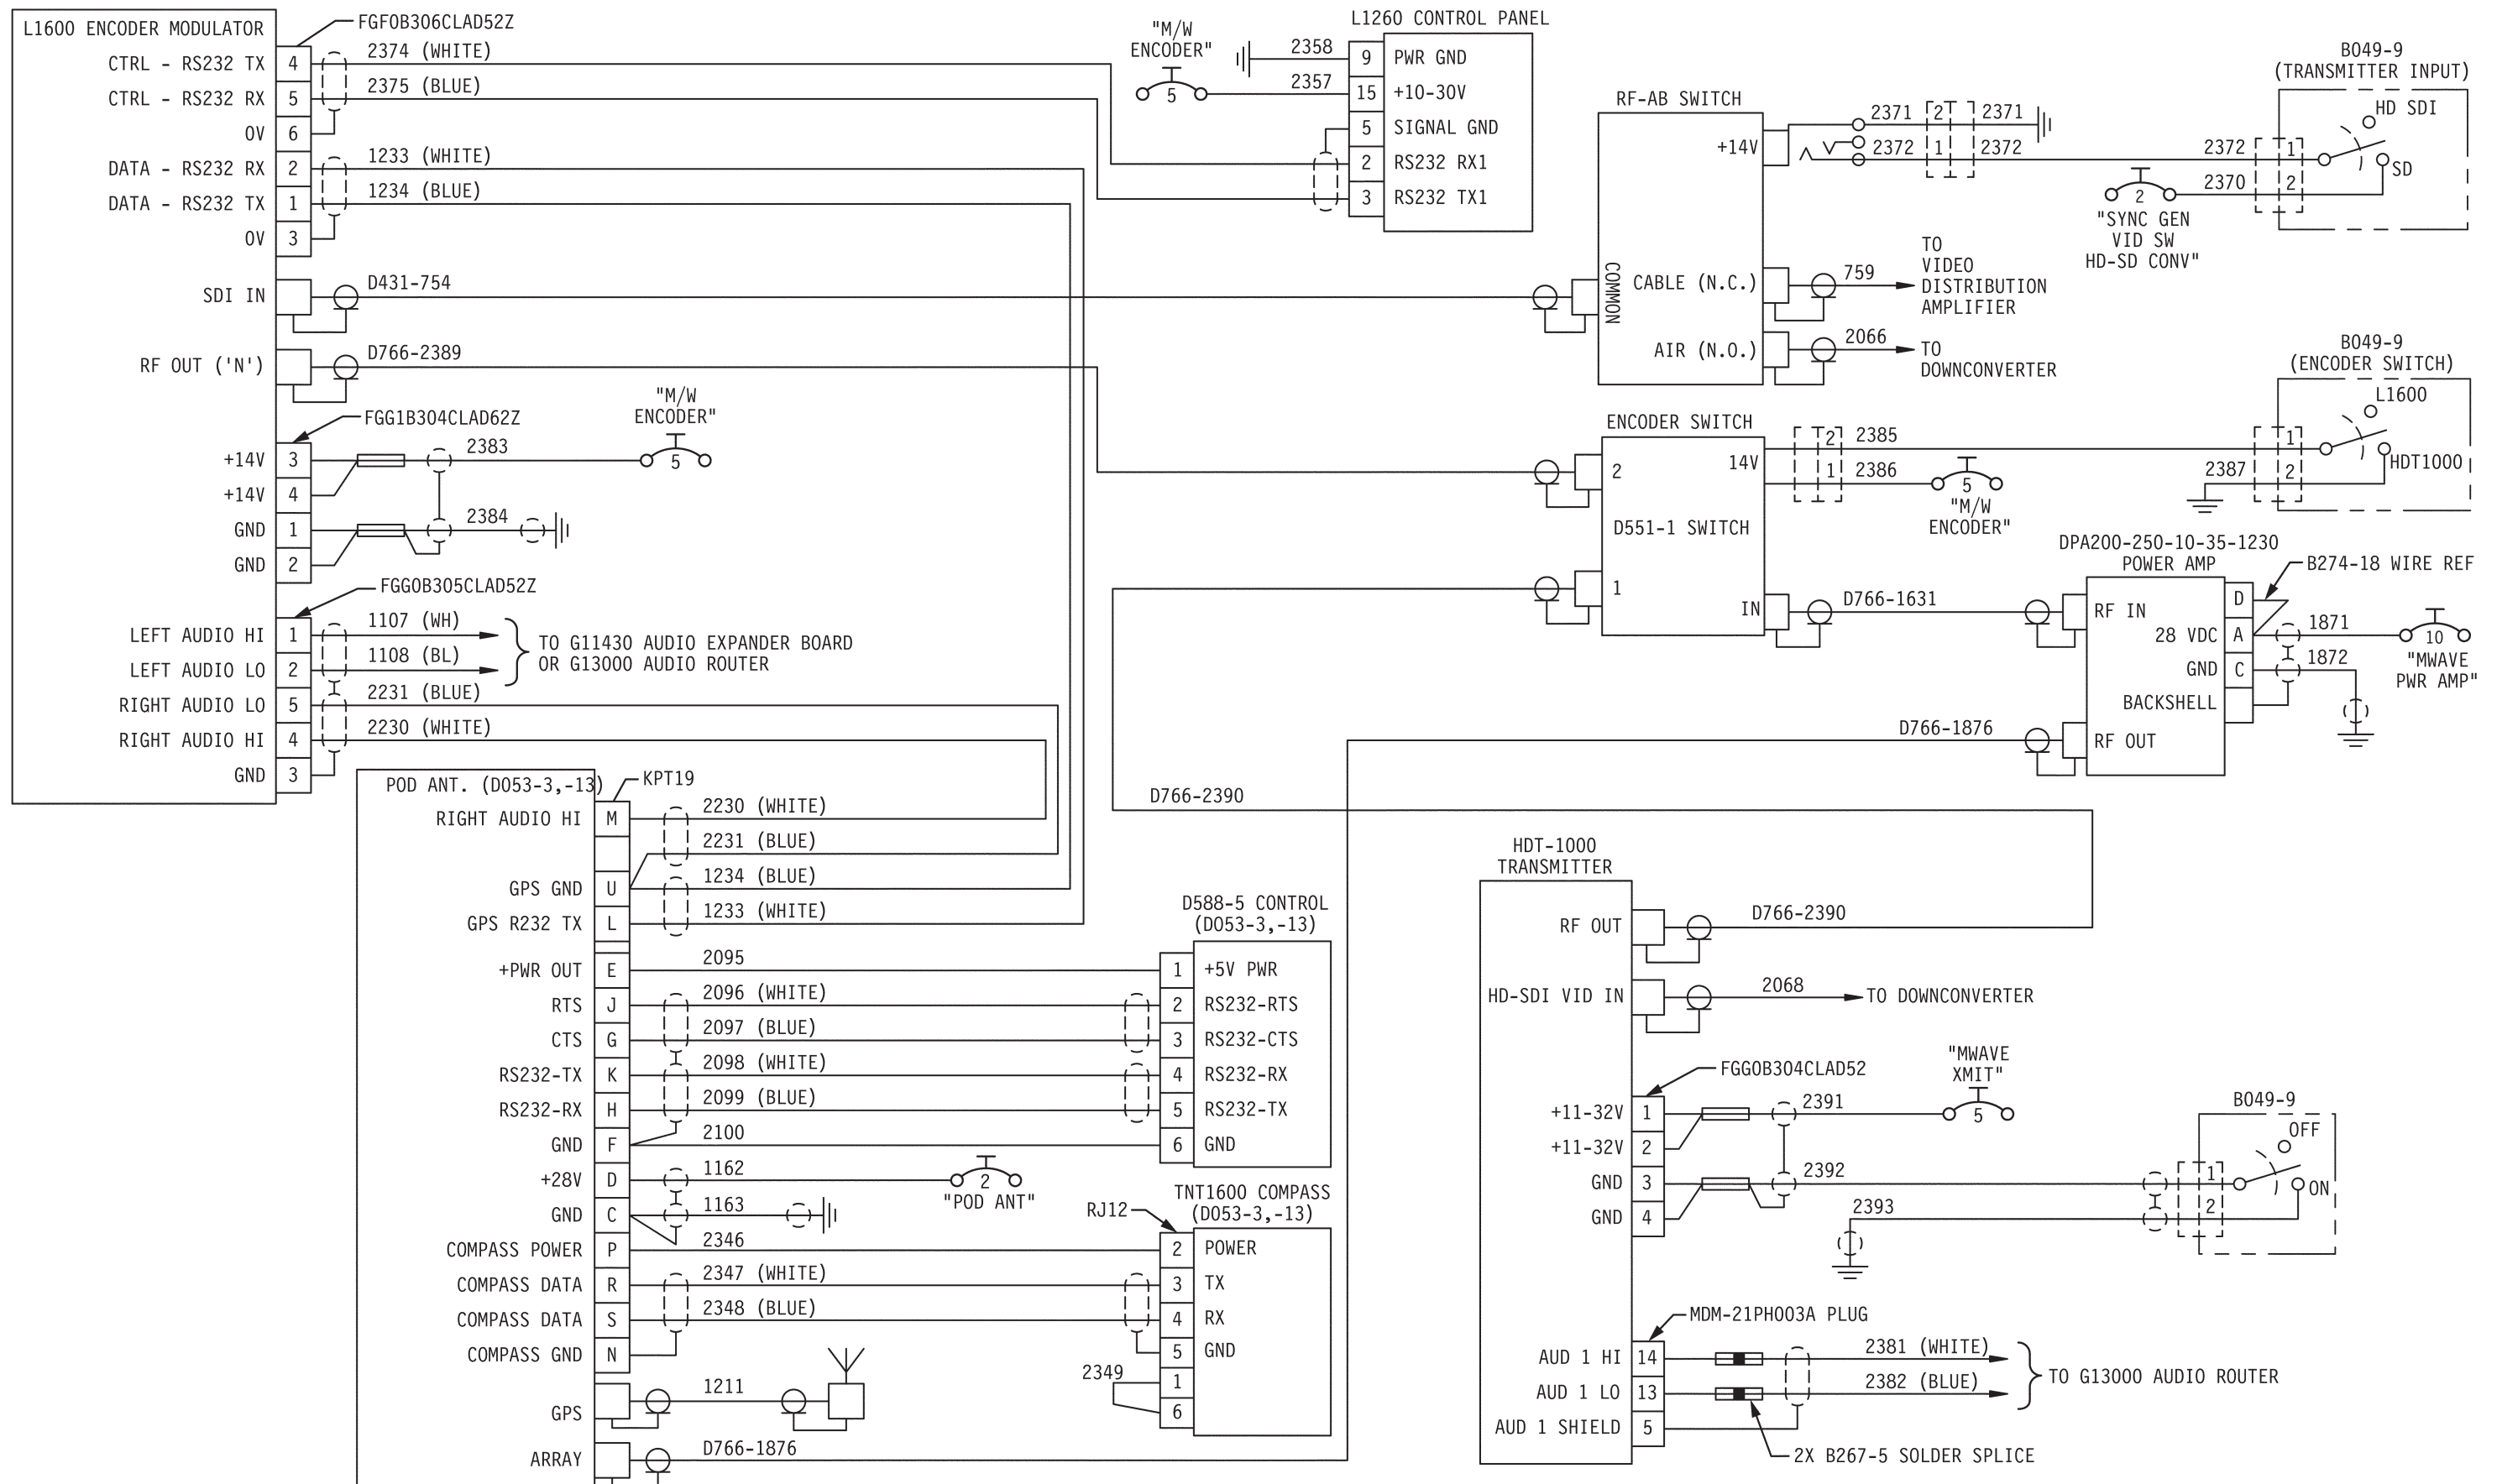 L1600 ENCODER MODULATOR
FGF0B306CLAD52Z
CTRL - RS232 TX 4 2374 (WHITE)
CTRL - RS232 RX 5 2375 (BLUE)
0V 6
DATA - RS232 RX 2 1233 (WHITE)
DATA - RS232 TX 1 1234 (BLUE)
0V 3
SDI IN D431-754
RF OUT ('N') D766-2389
FGG1B304CLAD62Z
+14V 3 2383
+14V 4
GND 1 2384
GND 2
"M/W
ENCODER"
5
FGG0B305CLAD52Z
LEFT AUDIO HI 1 1107 (WH)
LEFT AUDIO LO 2 1108 (BL)
TO G11430 AUDIO EXPANDER BOARD
OR G13000 AUDIO ROUTER
RIGHT AUDIO LO 5 2231 (BLUE)
RIGHT AUDIO HI 4 2230 (WHITE)
GND 3
L1260 CONTROL PANEL
"M/W
ENCODER"
5
2358 9 PWR GND
2357 15 +10-30V
5 SIGNAL GND
2 RS232 RX1
3 RS232 TX1
RF-AB SWITCH
+14V
2371 2 2371
2372 1 2372
COMMON
CABLE (N.C.) 759
TO
VIDEO
DISTRIBUTION
AMPLIFIER
AIR (N.O.) 2066
TO
DOWNCONVERTER
B049-9
(TRANSMITTER INPUT)
HD SDI
2372 1
SD
2370 2
2
"SYNC GEN
VID SW
HD-SD CONV"
B049-9
(ENCODER SWITCH)
L1600
1
HDT1000
2387 2
ENCODER SWITCH
2
14V
2 2385
1 2386
5
"M/W
ENCODER"
D551-1 SWITCH
1
IN D766-1631
DPA200-250-10-35-1230
POWER AMP
B274-18 WIRE REF
RF IN
D
28 VDC A 1871
GND C 1872
BACKSHELL
10
"MWAVE
PWR AMP"
D766-1876 RF OUT
D766-2390
POD ANT. (D053-3,-13)
KPT19
RIGHT AUDIO HI M 2230 (WHITE)
2231 (BLUE)
GPS GND U 1234 (BLUE)
GPS R232 TX L 1233 (WHITE)
+PWR OUT E 2095
RTS J 2096 (WHITE)
CTS G 2097 (BLUE)
RS232-TX K 2098 (WHITE)
RS232-RX H 2099 (BLUE)
GND F 2100
+28V D 1162
2
"POD ANT"
GND C 1163
COMPASS POWER P 2346
COMPASS DATA R 2347 (WHITE)
COMPASS DATA S 2348 (BLUE)
COMPASS GND N
GPS 1211
ARRAY D766-1876
D588-5 CONTROL
(D053-3,-13)
1 +5V PWR
2 RS232-RTS
3 RS232-CTS
4 RS232-RX
5 RS232-TX
6 GND
TNT1600 COMPASS
(D053-3,-13)
RJ12
2 POWER
3 TX
4 RX
5 GND
2349 1
6
HDT-1000
TRANSMITTER
RF OUT D766-2390
HD-SDI VID IN 2068 TO DOWNCONVERTER
FGG0B304CLAD52
+11-32V 1 2391
+11-32V 2
"MWAVE
XMIT"
5
GND 3 2392
GND 4
2393
B049-9
OFF
1
ON
2
MDM-21PH003A PLUG
AUD 1 HI 14 2381 (WHITE)
AUD 1 LO 13 2382 (BLUE)
TO G13000 AUDIO ROUTER
AUD 1 SHIELD 5
2X B267-5 SOLDER SPLICE